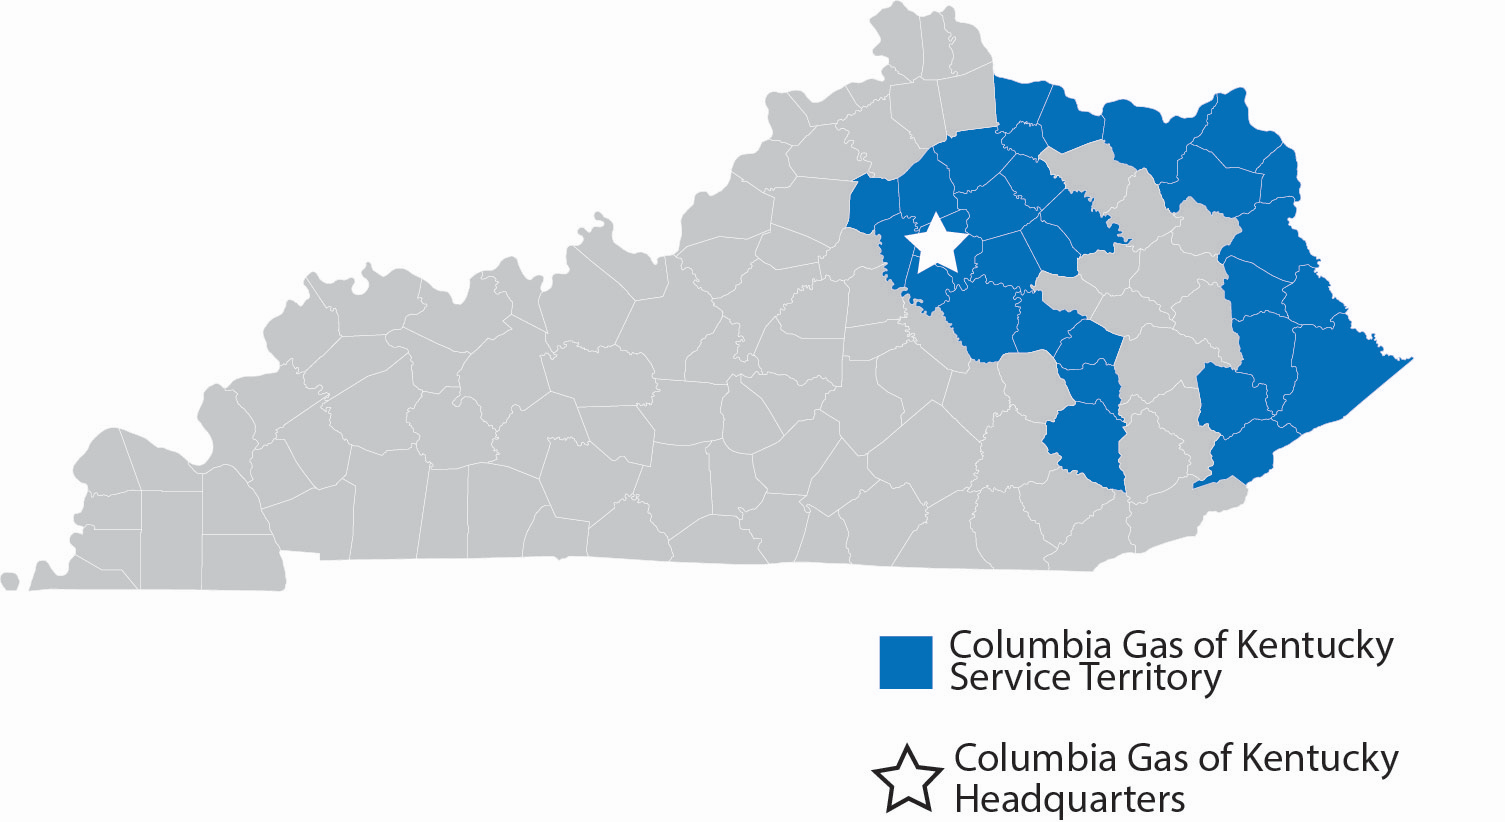 Columbia Gas of Kentucky
Service Territory
Columbia Gas of Kentucky
Headquarters